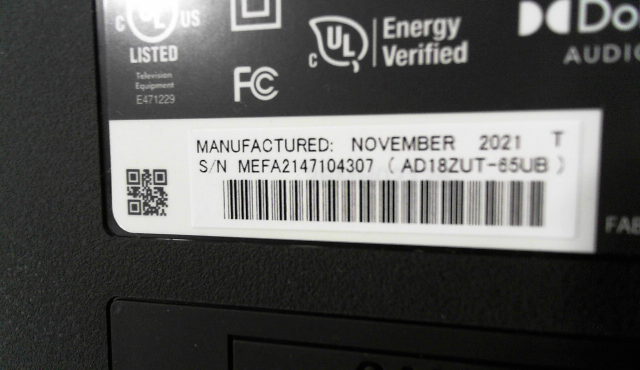 UL
C US
LISTED
Television
Equipment
E471229
FC
C UL
Energy
Verified
AUDIO
MANUFACTURED: NOVEMBER 2021 T
S/N MEFA2147104307 ( AD18ZUT-65UB )